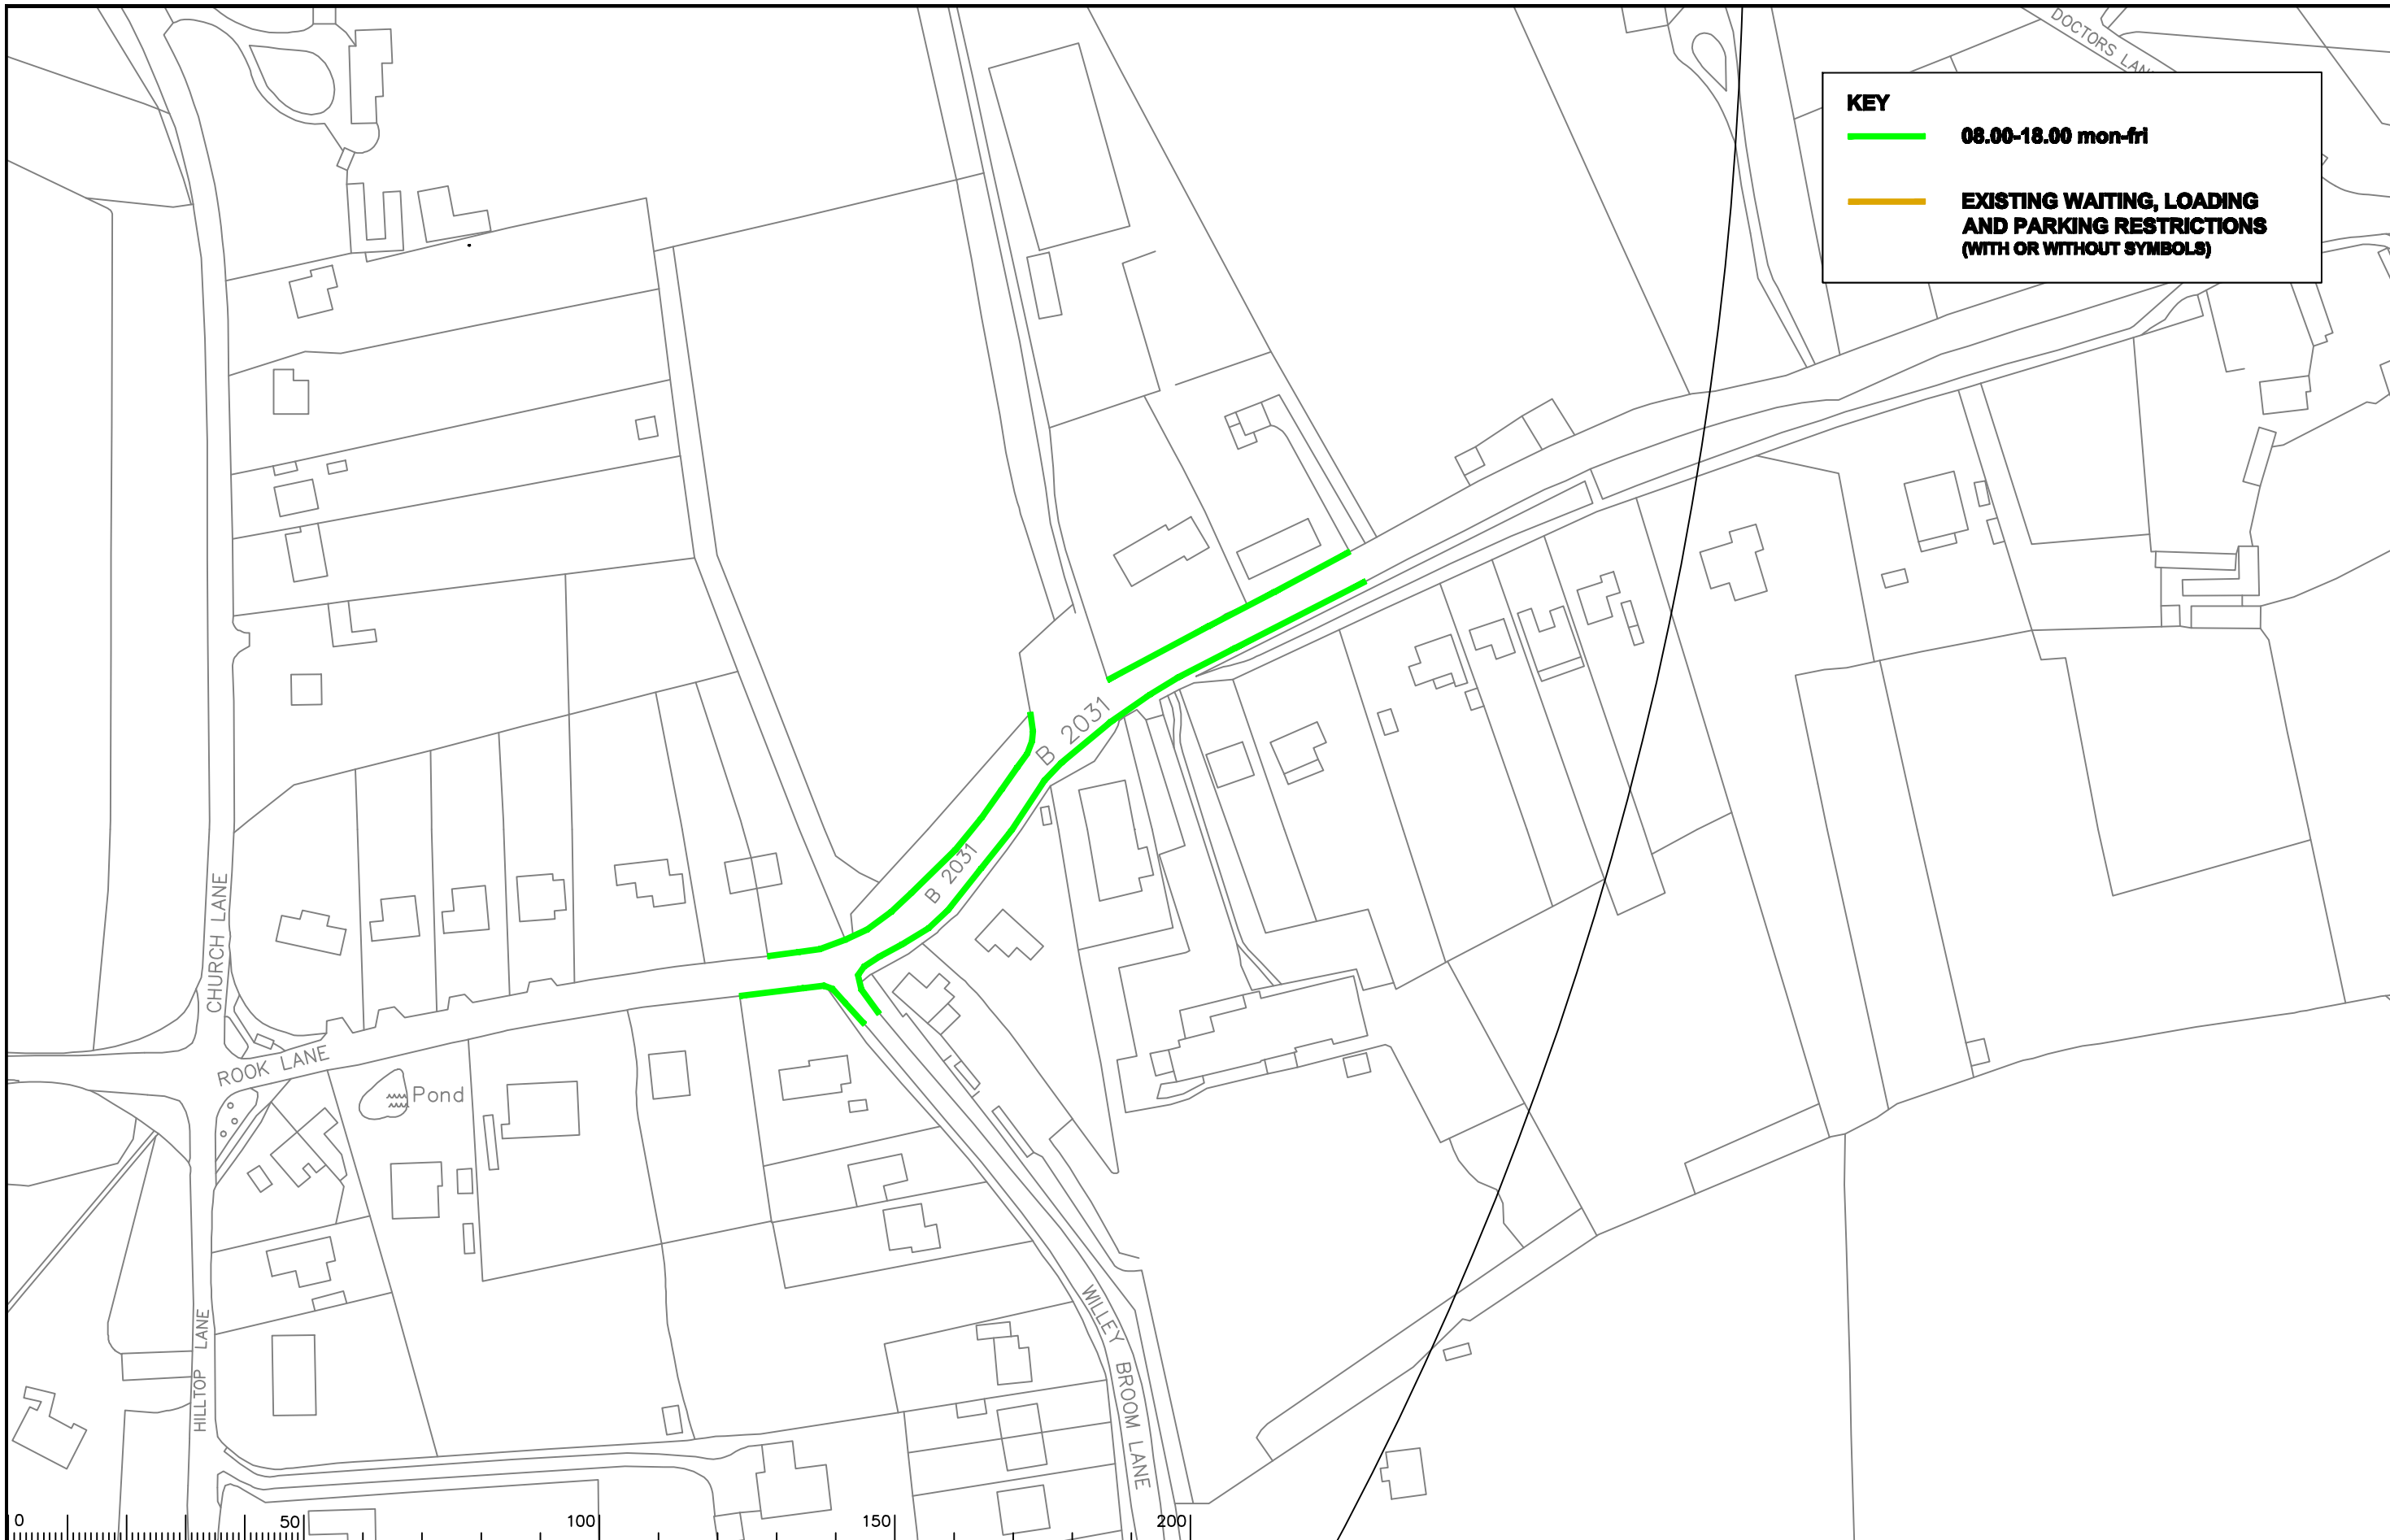 DOCTORS
KEY
08.00-18.00 mon-fri
EXISTING WAITING, LOADING
AND PARKING RESTRICTIONS
(WITH OR WITHOUT SYMBOLS)
B 2031
B 2031
CHURCH LANE
ROOK LANE
Pond
HILLTOP LANE
WILLEY BROOM LANE
0 50 100 150 200